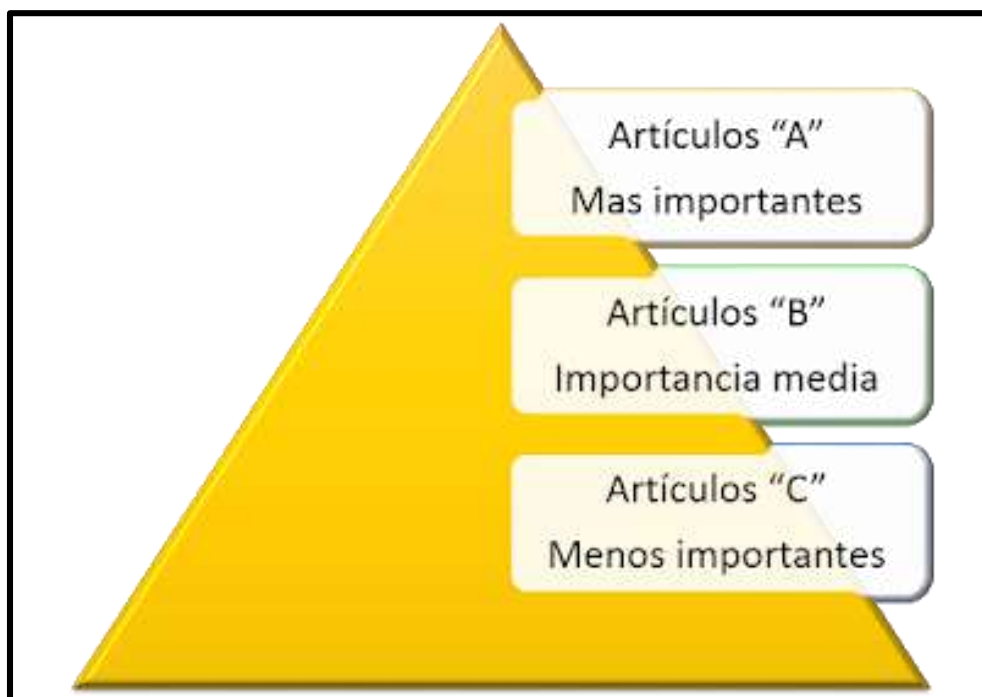 Artículos “A”
Mas importantes
Artículos “B”
Importancia media
Artículos “C”
Menos importantes